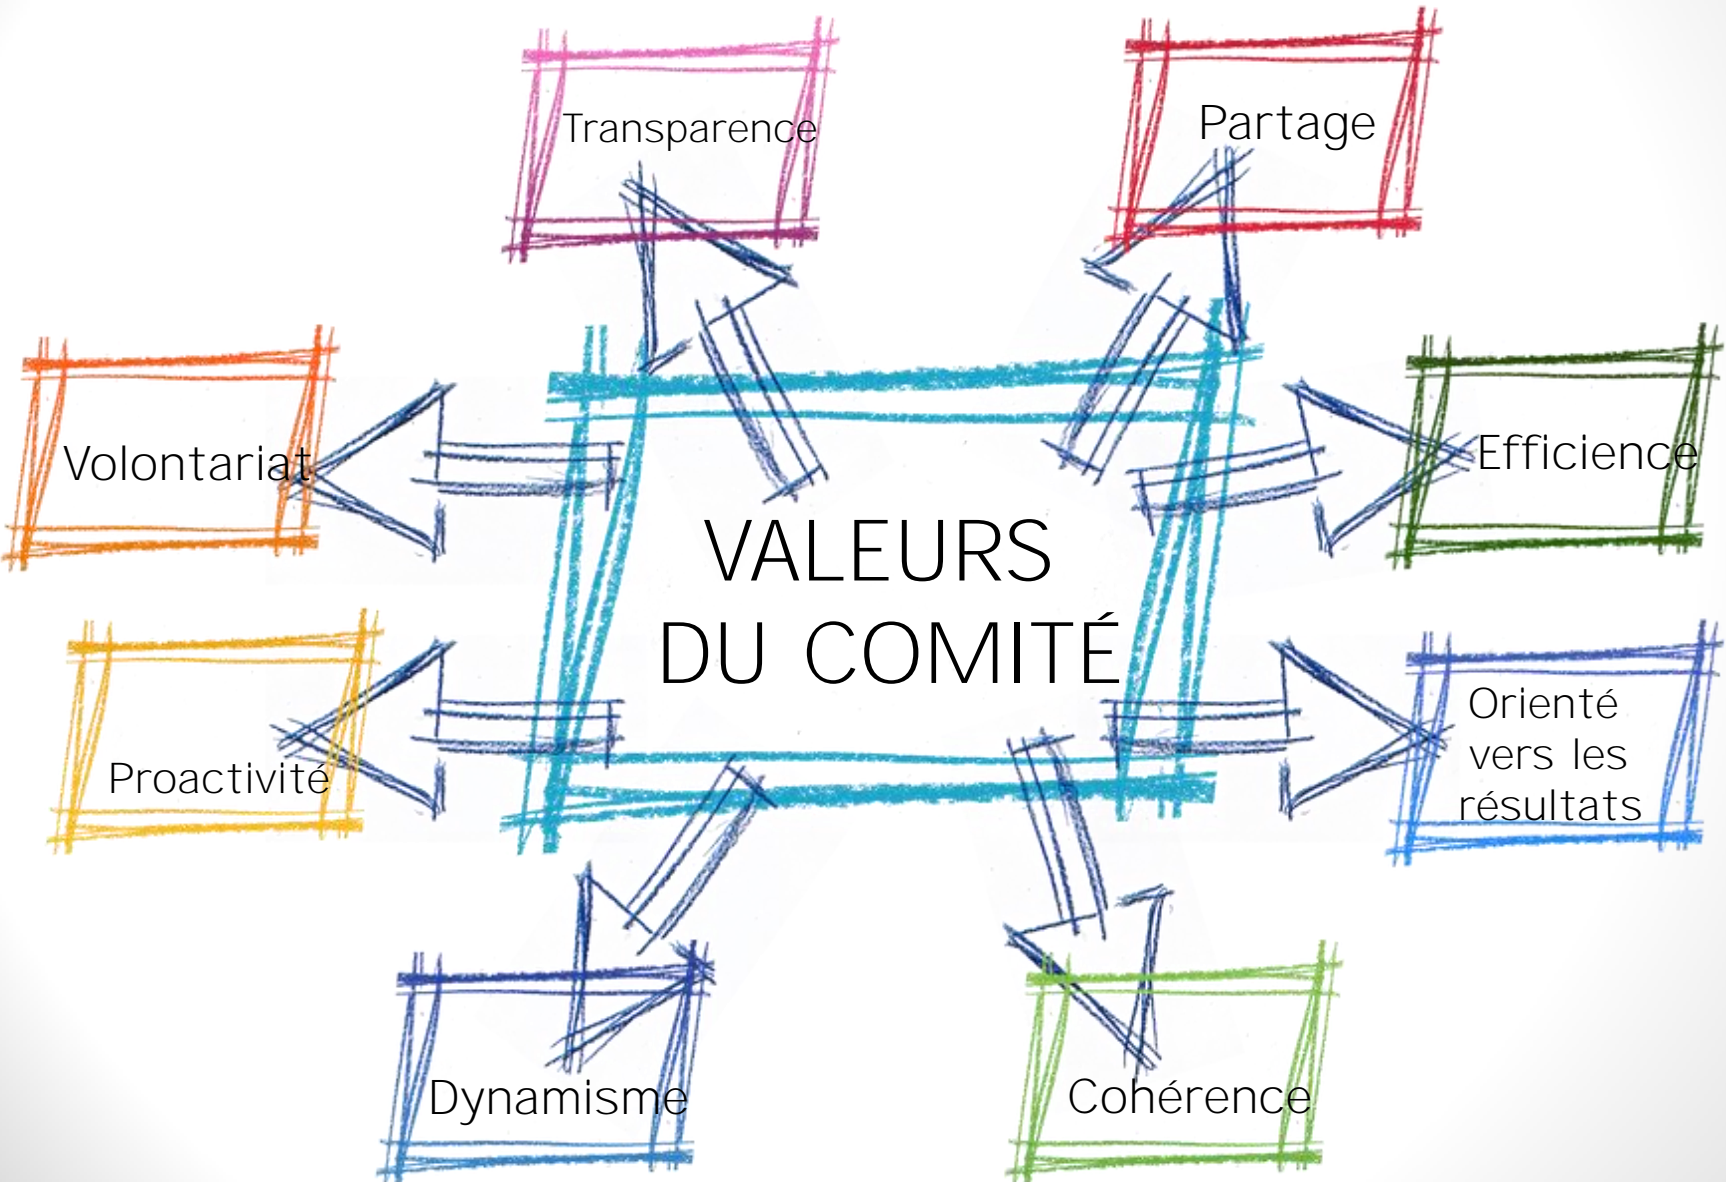 Transparence
Partage
Volontariat
Efficience
VALEURS
DU COMITÉ
Proactivité
Orienté
vers les
résultats
Dynamisme
Cohérence